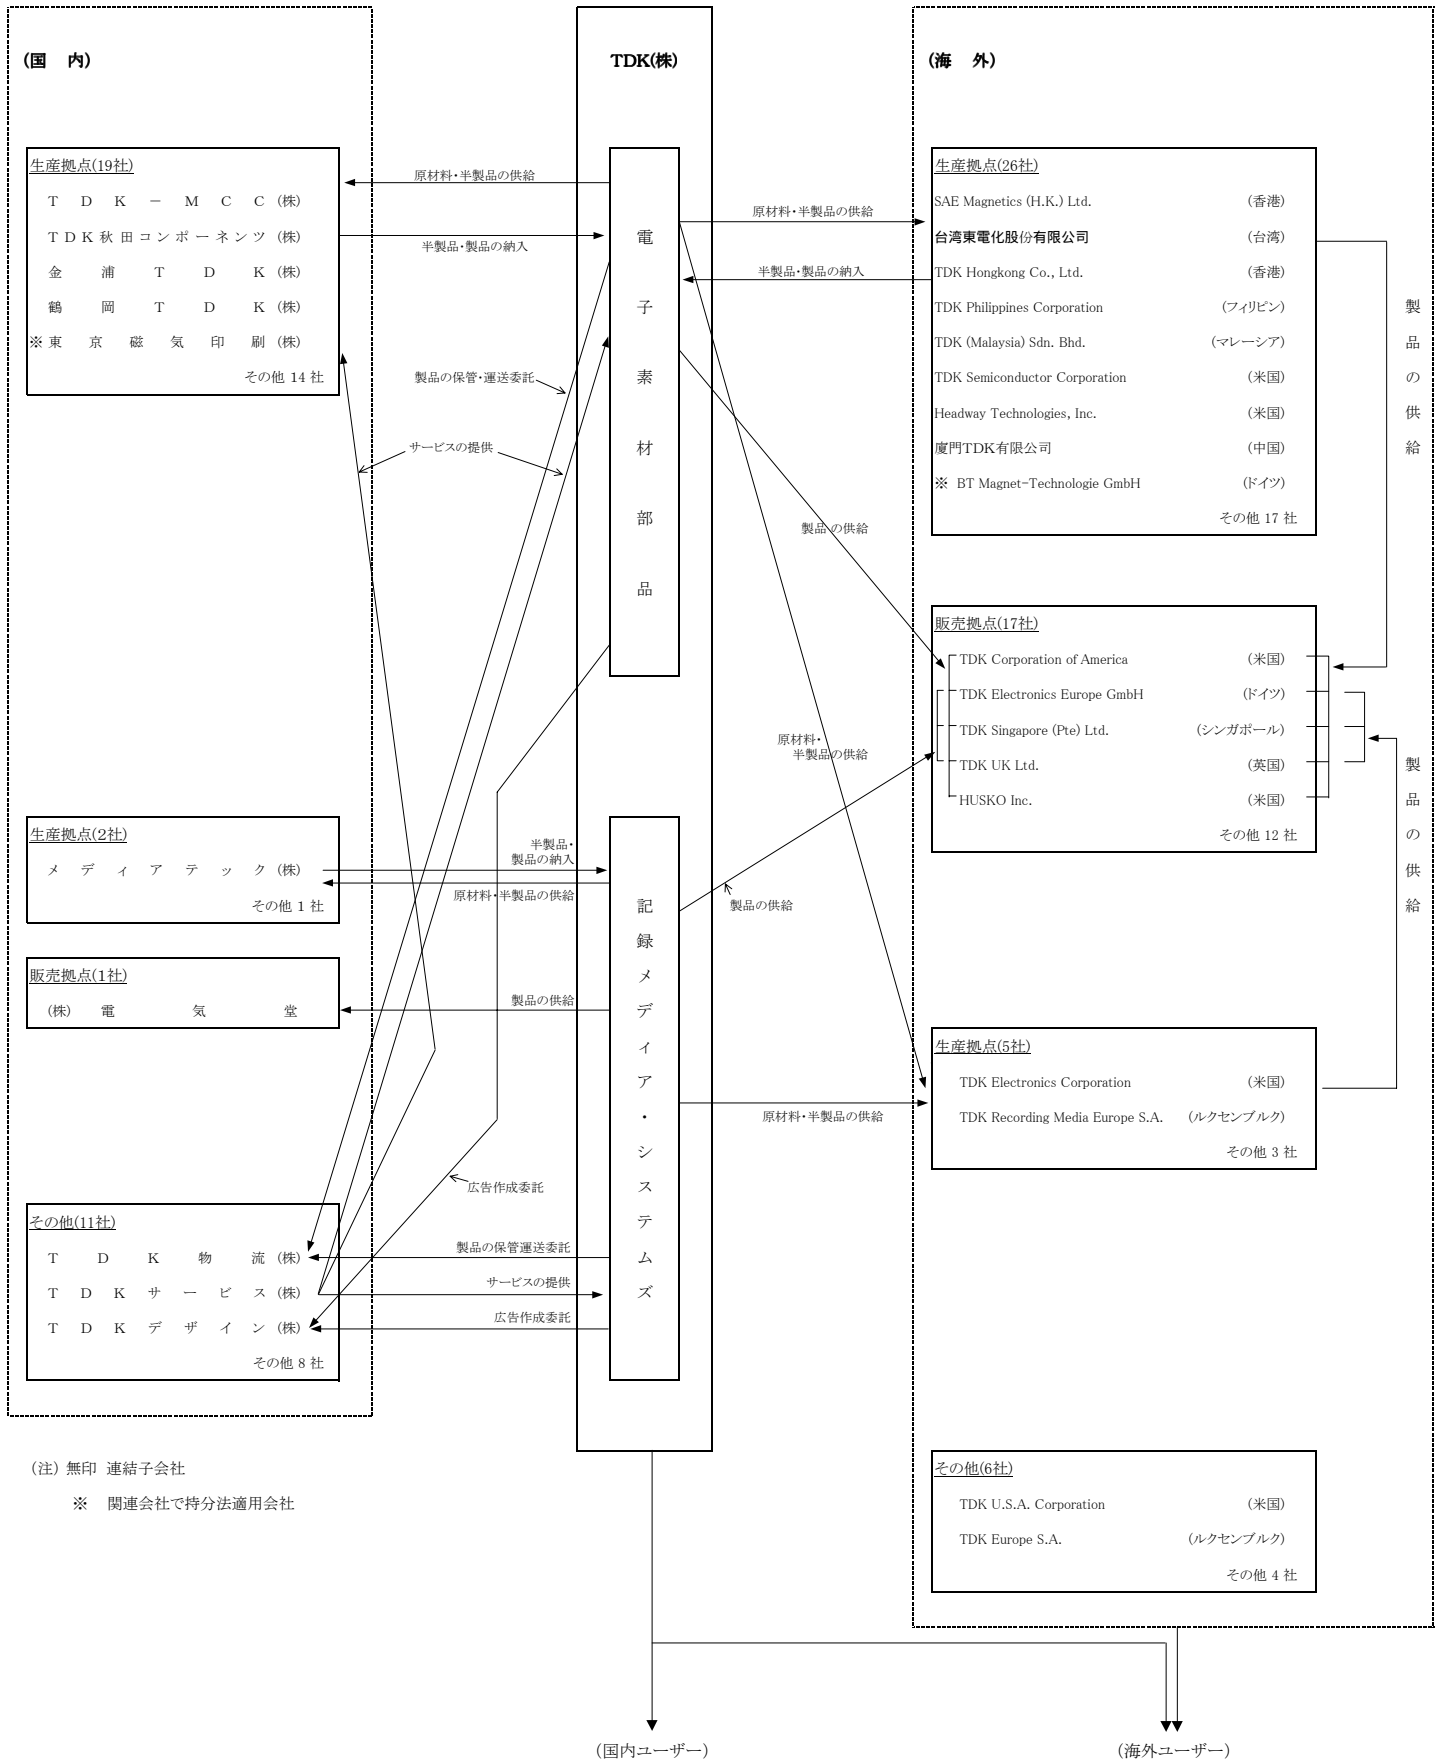 (国 内)
TDK(株)
(海 外)
生産拠点(19社)
TDK-MCC(株)
TDK秋田コンポーネンツ(株)
金浦TDK(株)
鶴岡TDK(株)
※東京磁気印刷(株)
その他 14 社
原材料・半製品の供給
半製品・製品の納入
製品の保管・運送委託
サービスの提供
電子素材部品
原材料・半製品の供給
半製品・製品の納入
製品の供給
原材料・
半製品の供給
生産拠点(26社)
SAE Magnetics (H.K.) Ltd. (香港)
台湾東電化股份有限公司 (台湾)
TDK Hongkong Co., Ltd. (香港)
TDK Philippines Corporation (フィリピン)
TDK (Malaysia) Sdn. Bhd. (マレーシア)
TDK Semiconductor Corporation (米国)
Headway Technologies, Inc. (米国)
廈門TDK有限公司 (中国)
※ BT Magnet-Technologie GmbH (ドイツ)
その他 17 社
製品の供給
販売拠点(17社)
TDK Corporation of America (米国)
TDK Electronics Europe GmbH (ドイツ)
TDK Singapore (Pte) Ltd. (シンガポール)
TDK UK Ltd. (英国)
HUSKO Inc. (米国)
その他 12 社
製品の供給
生産拠点(2社)
メディアテック(株)
その他 1 社
半製品・
製品の納入
原材料・半製品の供給
販売拠点(1社)
(株)電気堂
製品の供給
記録メディア・システムズ
製品の供給
原材料・半製品の供給
生産拠点(5社)
TDK Electronics Corporation (米国)
TDK Recording Media Europe S.A. (ルクセンブルク)
その他 3 社
広告作成委託
その他(11社)
TDK物流(株)
TDKサービス(株)
TDKデザイン(株)
その他 8 社
製品の保管運送委託
サービスの提供
広告作成委託
その他(6社)
TDK U.S.A. Corporation (米国)
TDK Europe S.A. (ルクセンブルク)
その他 4 社
(注) 無印 連結子会社
※ 関連会社で持分法適用会社
(国内ユーザー)
(海外ユーザー)